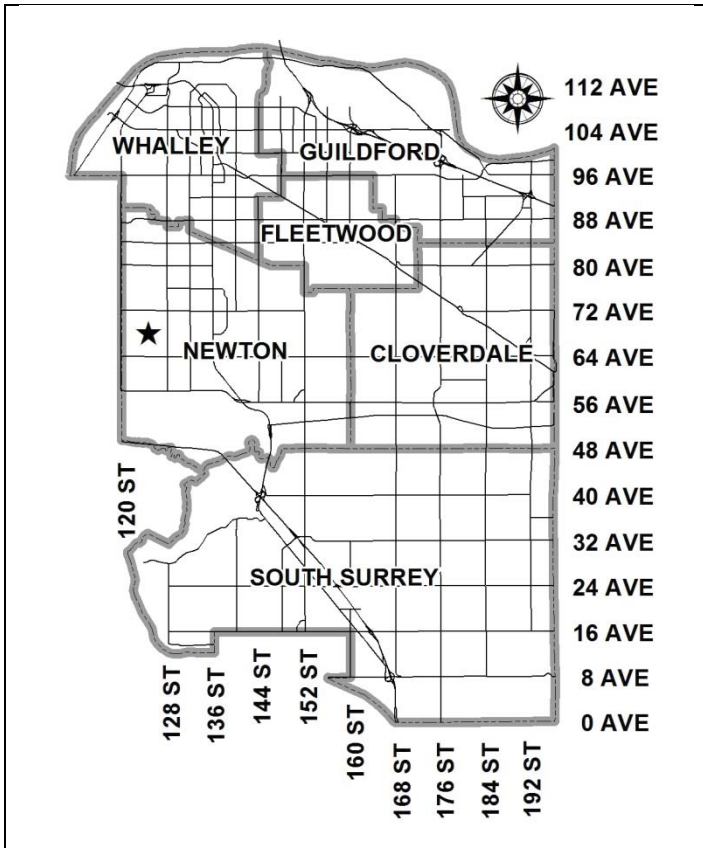 112 AVE
104 AVE
WHALLEY
GUILDFORD
96 AVE
88 AVE
FLEETWOOD
80 AVE
72 AVE
NEWTON
CLOVERDALE
64 AVE
56 AVE
48 AVE
120 ST
40 AVE
32 AVE
SOUTH SURREY
24 AVE
16 AVE
128 ST
136 ST
144 ST
152 ST
160 ST
8 AVE
0 AVE
168 ST
176 ST
184 ST
192 ST